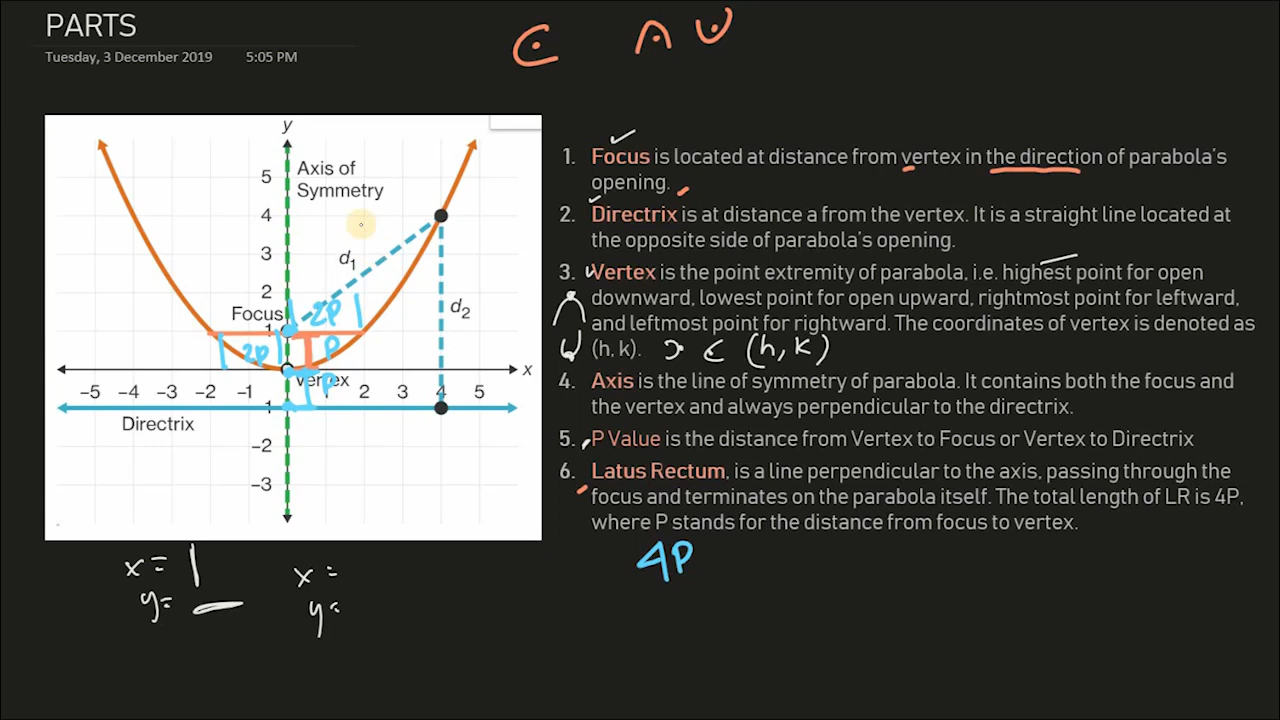 PARTS
Tuesday, 3 December 2019 5:05 PM
y
Axis of
Symmetry
5
4
3
2
1
d1
d2
Focus
2P
2P
P
P
Vertex
x
-5 -4 -3 -2 -1 2 3 4 5
1
Directrix
-2
-3
1. Focus is located at distance from vertex in the direction of parabola's
opening.
2. Directrix is at distance a from the vertex. It is a straight line located at
the opposite side of parabola's opening.
3. Vertex is the point extremity of parabola, i.e. highest point for open
downward, lowest point for open upward, rightmost point for leftward,
and leftmost point for rightward. The coordinates of vertex is denoted as
(h, k). (h, k)
4. Axis is the line of symmetry of parabola. It contains both the focus and
the vertex and always perpendicular to the directrix.
5. P Value is the distance from Vertex to Focus or Vertex to Directrix
6. Latus Rectum, is a line perpendicular to the axis, passing through the
focus and terminates on the parabola itself. The total length of LR is 4P,
where P stands for the distance from focus to vertex.
4P
x = | x =
y = — y =